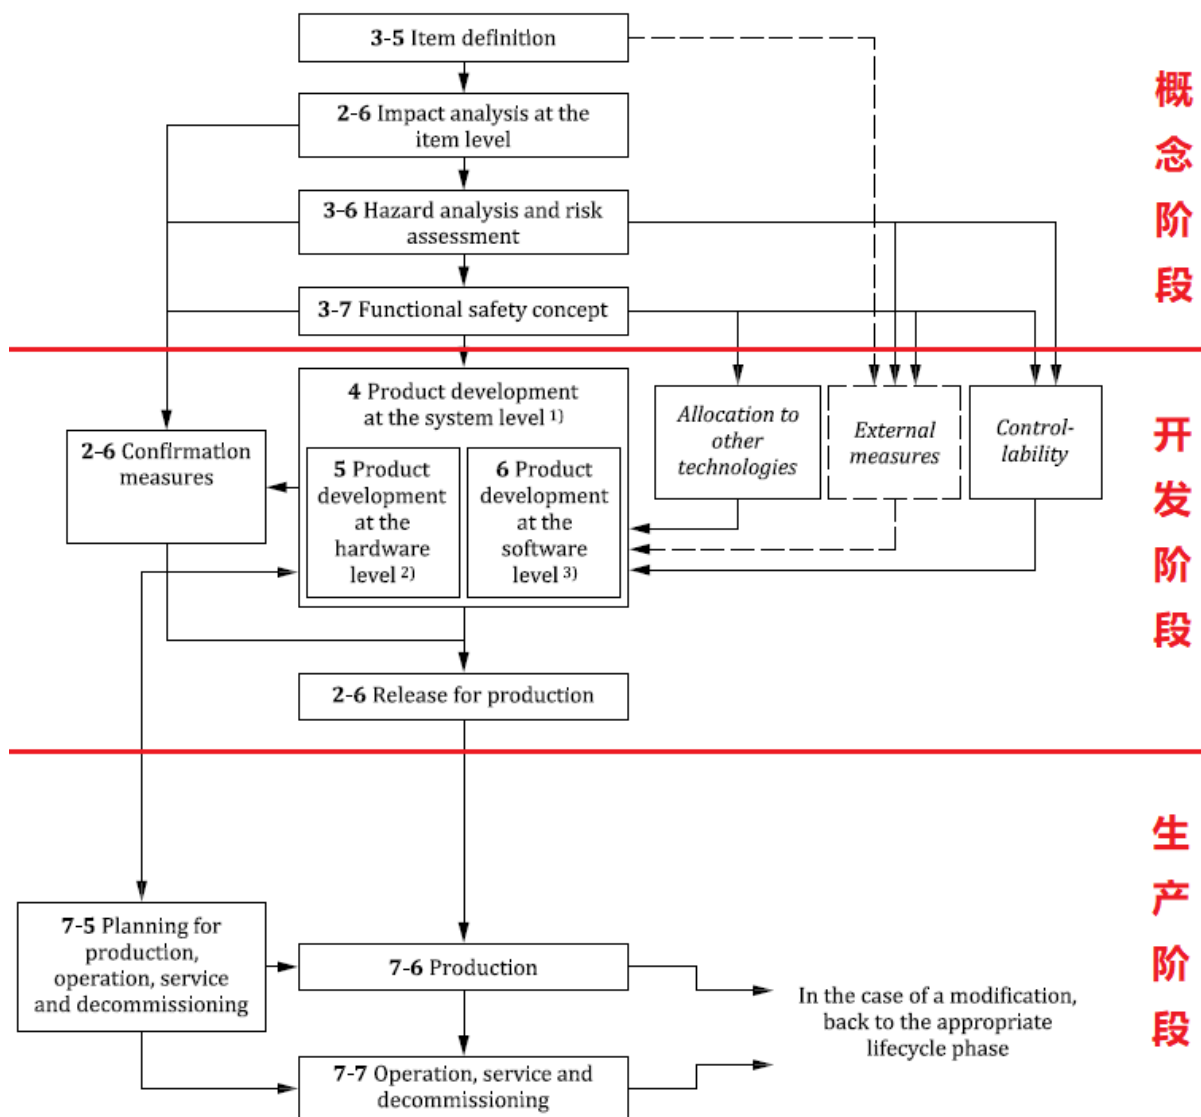 3-5 Item definition
2-6 Impact analysis at the
item level
3-6 Hazard analysis and risk
assessment
3-7 Functional safety concept
概
念
阶
段
4 Product development
at the system level 1)
5 Product
development
at the
hardware
level 2)
6 Product
development
at the
software
level 3)
2-6 Confirmation
measures
Allocation to
other
technologies
External
measures
Control-
lability
2-6 Release for production
开
发
阶
段
7-5 Planning for
production,
operation, service
and decommissioning
7-6 Production
7-7 Operation, service and
decommissioning
In the case of a modification,
back to the appropriate
lifecycle phase
生
产
阶
段